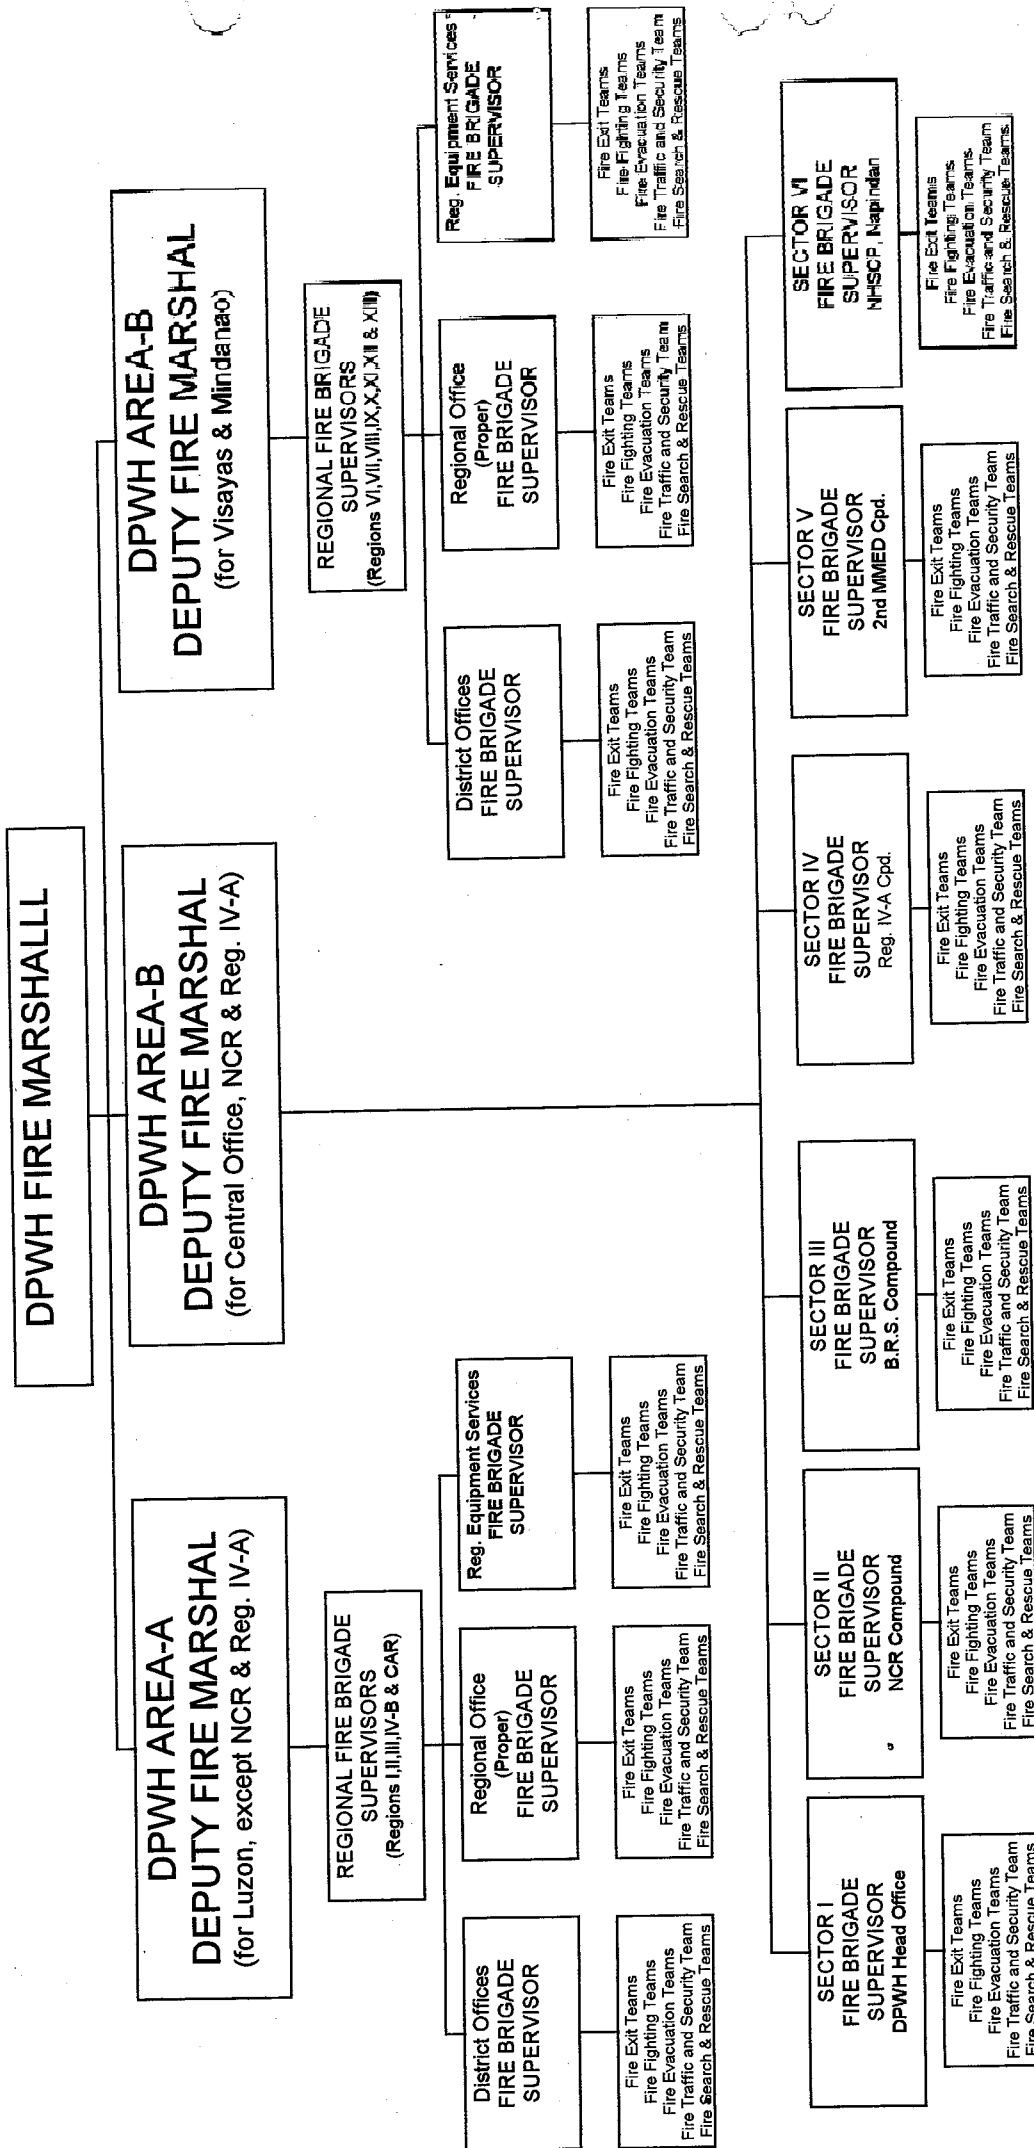 DPWH FIRE MARSHALLL
DPWH AREA-A
DEPUTY FIRE MARSHAL
(for Luzon, except NCR & Reg. IV-A)
DPWH AREA-B
DEPUTY FIRE MARSHAL
(for Central Office, NCR & Reg. IV-A)
DPWH AREA-B
DEPUTY FIRE MARSHAL
(for Visayas & Mindanao)
REGIONAL FIRE BRIGADE
SUPERVISORS
(Regions I,II,III,IV-B & CAR)
REGIONAL FIRE BRIGADE
SUPERVISORS
(Regions VI,VII,VIII,IX,X,XI,XII & XIII)
District Offices
FIRE BRIGADE
SUPERVISOR
Regional Office
(Proper)
FIRE BRIGADE
SUPERVISOR
Reg. Equipment Services
FIRE BRIGADE
SUPERVISOR
District Offices
FIRE BRIGADE
SUPERVISOR
Regional Office
(Proper)
FIRE BRIGADE
SUPERVISOR
Reg. Equipment Services
FIRE BRIGADE
SUPERVISOR
Fire Exit Teams
Fire Fighting Teams
Fire Evacuation Teams
Fire Traffic and Security Team
Fire Search & Rescue Teams
Fire Exit Teams
Fire Fighting Teams
Fire Evacuation Teams
Fire Traffic and Security Team
Fire Search & Rescue Teams
Fire Exit Teams
Fire Fighting Teams
Fire Evacuation Teams
Fire Traffic and Security Team
Fire Search & Rescue Teams
Fire Exit Teams
Fire Fighting Teams
Fire Evacuation Teams
Fire Traffic and Security Team
Fire Search & Rescue Teams
Fire Exit Teams
Fire Fighting Teams
Fire Evacuation Teams
Fire Traffic and Security Team
Fire Search & Rescue Teams
Fire Exit Teams
Fire Fighting Teams
Fire Evacuation Teams
Fire Traffic and Security Team
Fire Search & Rescue Teams
SECTOR I
FIRE BRIGADE
SUPERVISOR
DPWH Head Office
SECTOR II
FIRE BRIGADE
SUPERVISOR
NCR Compound
SECTOR III
FIRE BRIGADE
SUPERVISOR
B.R.S. Compound
SECTOR IV
FIRE BRIGADE
SUPERVISOR
Reg. IV-A Cpd.
SECTOR V
FIRE BRIGADE
SUPERVISOR
2nd MMED Cpd.
SECTOR VI
FIRE BRIGADE
SUPERVISOR
NHSCP, Napindan
Fire Exit Teams
Fire Fighting Teams
Fire Evacuation Teams
Fire Traffic and Security Team
Fire Search & Rescue Teams
Fire Exit Teams
Fire Fighting Teams
Fire Evacuation Teams
Fire Traffic and Security Team
Fire Search & Rescue Teams
Fire Exit Teams
Fire Fighting Teams
Fire Evacuation Teams
Fire Traffic and Security Team
Fire Search & Rescue Teams
Fire Exit Teams
Fire Fighting Teams
Fire Evacuation Teams
Fire Traffic and Security Team
Fire Search & Rescue Teams
Fire Exit Teams
Fire Fighting Teams
Fire Evacuation Teams
Fire Traffic and Security Team
Fire Search & Rescue Teams
Fire Exit Teams
Fire Fighting Teams
Fire Evacuation Teams
Fire Traffic and Security Team
Fire Search & Rescue Teams